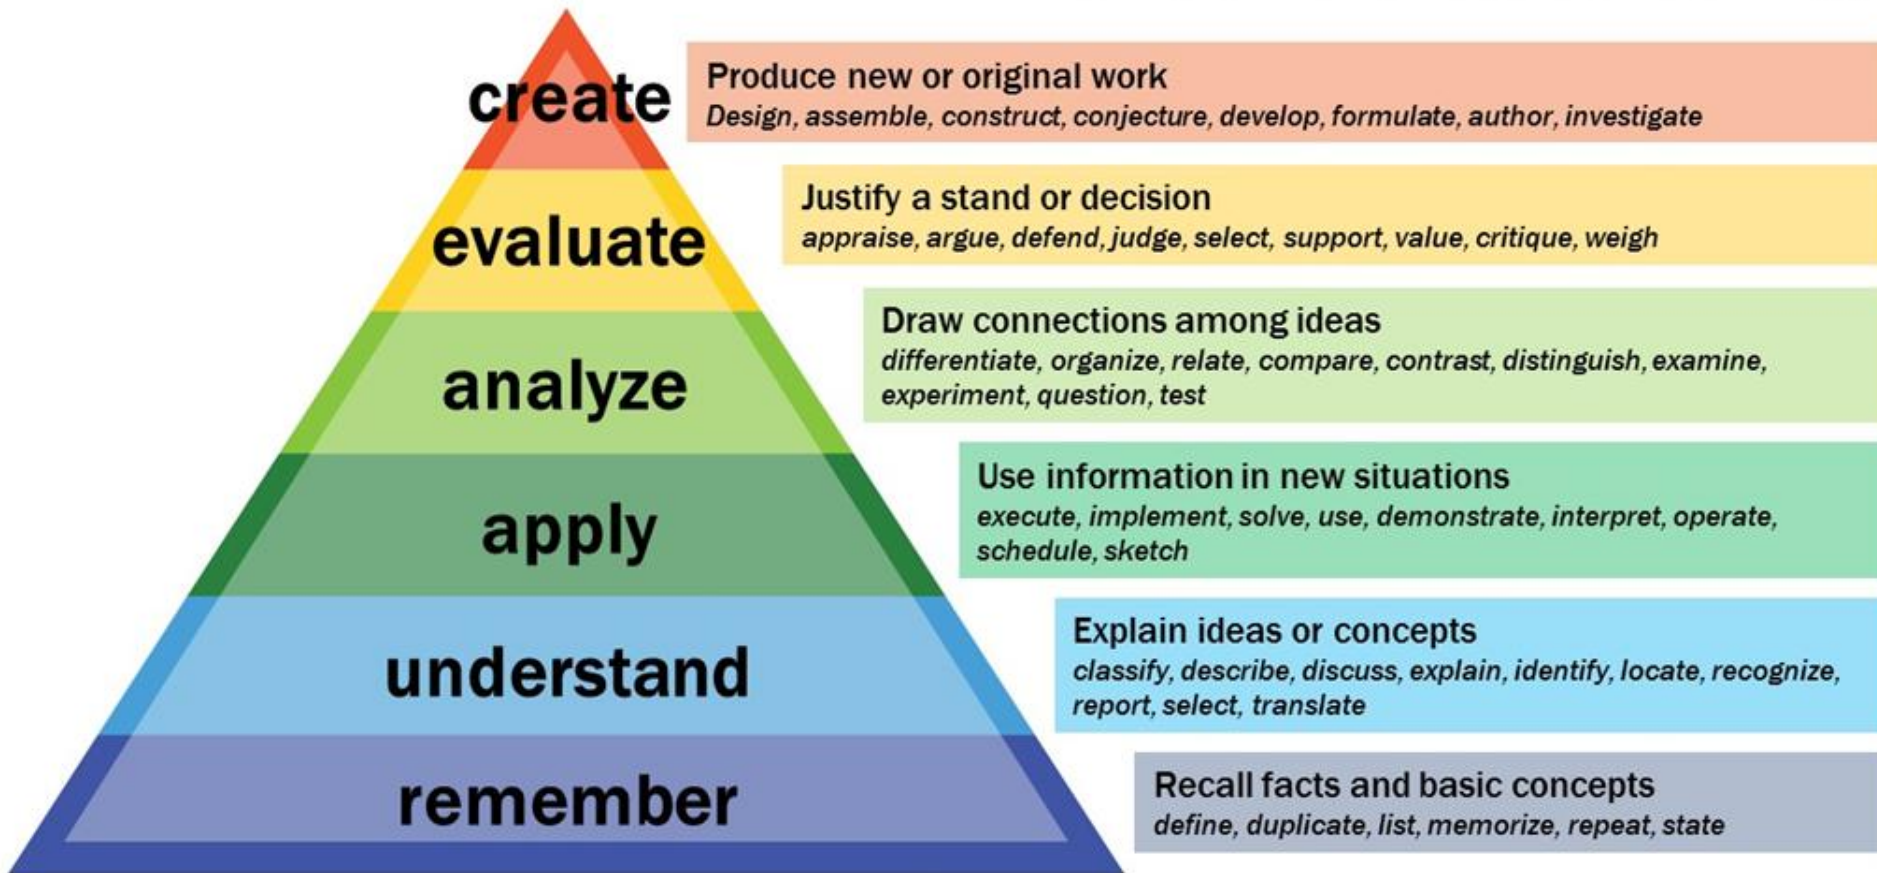 create
Produce new or original work
Design, assemble, construct, conjecture, develop, formulate, author, investigate
evaluate
Justify a stand or decision
appraise, argue, defend, judge, select, support, value, critique, weigh
analyze
Draw connections among ideas
differentiate, organize, relate, compare, contrast, distinguish, examine,
experiment, question, test
apply
Use information in new situations
execute, implement, solve, use, demonstrate, interpret, operate,
schedule, sketch
understand
Explain ideas or concepts
classify, describe, discuss, explain, identify, locate, recognize,
report, select, translate
remember
Recall facts and basic concepts
define, duplicate, list, memorize, repeat, state